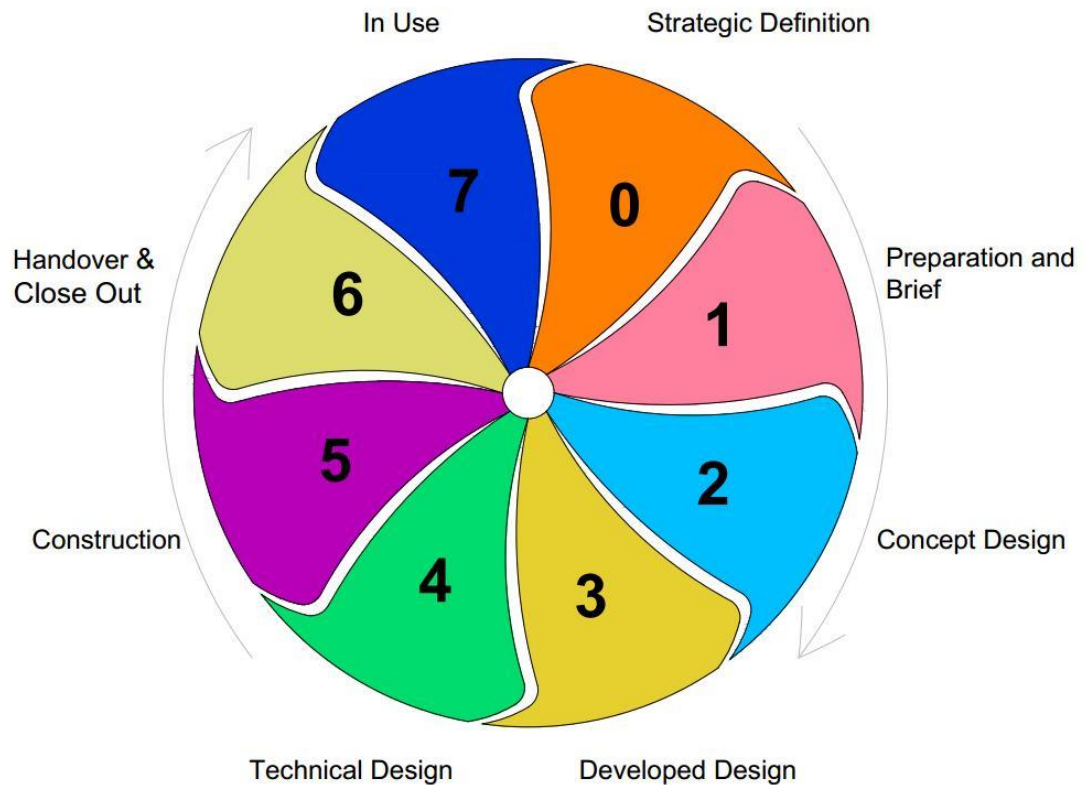 In Use
Strategic Definition
7
0
Handover &
Close Out
6
1
Preparation and
Brief
5
2
Construction
Concept Design
4
3
Technical Design
Developed Design